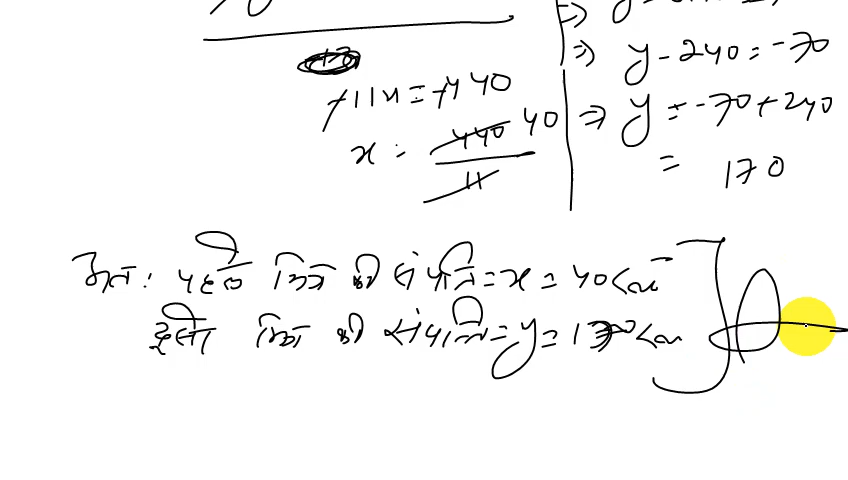 -11x = -440
x = 440/11 40
⇒ y - 240 = -70
⇒ y = -70 + 240
= 170
अतः पहले मित्र की संपत्ति = x = 40
दूसरे मित्र की संपत्ति = y = 170